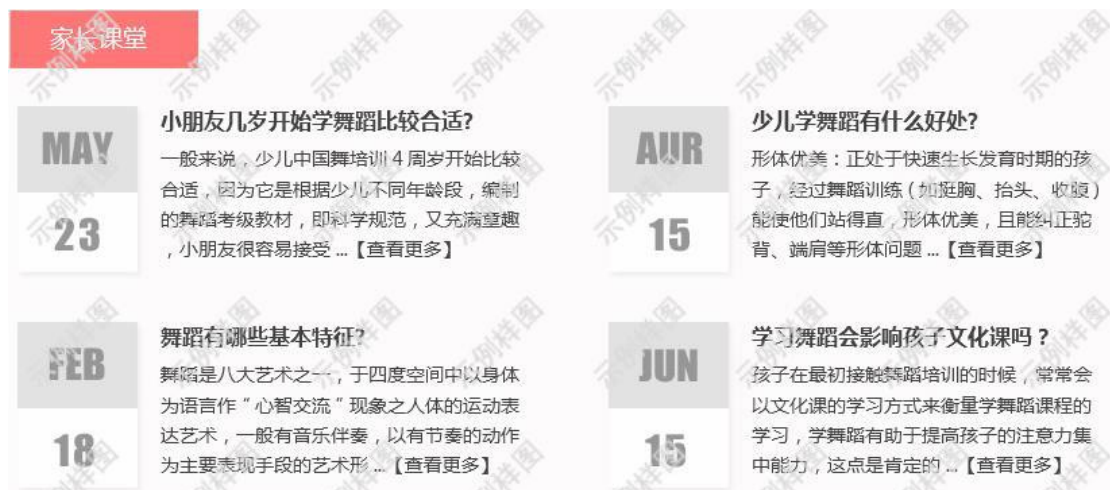 家长课堂
MAY
23
小朋友几岁开始学舞蹈比较合适?
一般来说，少儿中国舞培训4周岁开始比较
合适，因为它是根据少儿不同年龄段，编制
的舞蹈考级教材，即科学规范，又充满童趣
，小朋友很容易接受 ...【查看更多】
AUR
15
少儿学舞蹈有什么好处?
形体优美：正处于快速生长发育时期的孩
子，经过舞蹈训练（如挺胸、抬头、收腹）
能使他们站得直，形体优美，且能纠正驼
背、端肩等形体问题 ...【查看更多】
FEB
18
舞蹈有哪些基本特征?
舞蹈是八大艺术之一，于四度空间中以身体
为语言作“心智交流“现象之人体的运动表
达艺术，一般有音乐伴奏，以有节奏的动作
为主要表现手段的艺术形 ...【查看更多】
JUN
15
学习舞蹈会影响孩子文化课吗？
孩子在最初接触舞蹈培训的时候，常常会
以文化课的学习方式来衡量学舞蹈课程的
学习，学舞蹈有助于提高孩子的注意力集
中能力，这点是肯定的 ...【查看更多】
示例样图